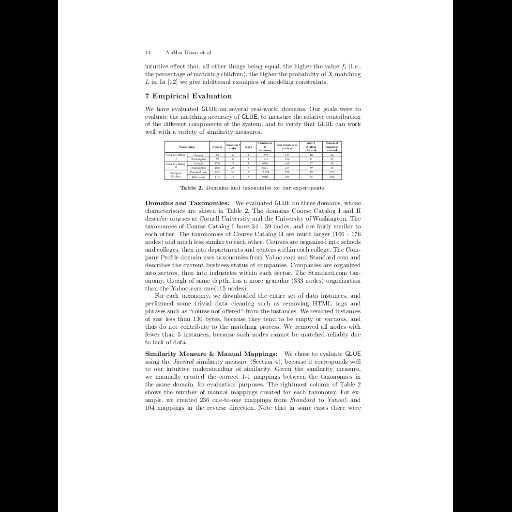 14 AnHai Doan et al.
intuitive effect that, all other things being equal, the higher the value fᵢ (i.e.,
the percentage of matching children), the higher the probability of X matching
L is. In [12] we give additional examples of modeling constraints.
7 Empirical Evaluation
We have evaluated GLUE on several real-world domains. Our goals were to
evaluate the matching accuracy of GLUE, to measure the relative contribution
of the different components of the system, and to verify that GLUE can work
well with a variety of similarity measures.
Table 2. Domains and taxonomies for our experiments.
Domains and Taxonomies: We evaluated GLUE on three domains, whose
characteristics are shown in Table 2. The domains Course Catalog I and II
describe courses at Cornell University and the University of Washington. The
taxonomies of Course Catalog I have 34 - 39 nodes, and are fairly similar to
each other. The taxonomies of Course Catalog II are much larger (166 - 176
nodes) and much less similar to each other. Courses are organized into schools
and colleges, then into departments and centers within each college. The Com-
pany Profile domain uses taxonomies from Yahoo.com and Standard.com and
describes the current business status of companies. Companies are organized
into sectors, then into industries within each sector. The Standard.com tax-
onomy, though of same depth, has a more granular (333 nodes) organization
than the Yahoo.com one(115 nodes).
For each taxonomy, we downloaded the entire set of data instances, and
performed some trivial data cleaning such as removing HTML tags and
phrases such as "course not offered" from the instances. We removed instances
of size less than 130 bytes, because they tend to be empty or vacuous, and
thus do not contribute to the matching process. We removed all nodes with
fewer than 5 instances, because such nodes cannot be matched reliably due
to lack of data.
Similarity Measure & Manual Mappings: We chose to evaluate GLUE
using the Jaccard similarity measure (Section 4), because it corresponds well
to our intuitive understanding of similarity. Given the similarity measure,
we manually created the correct 1-1 mappings between the taxonomies in
the same domain, for evaluation purposes. The rightmost column of Table 2
shows the number of manual mappings created for each taxonomy. For ex-
ample, we created 236 one-to-one mappings from Standard to Yahoo!, and
104 mappings in the reverse direction. Note that in some cases there were